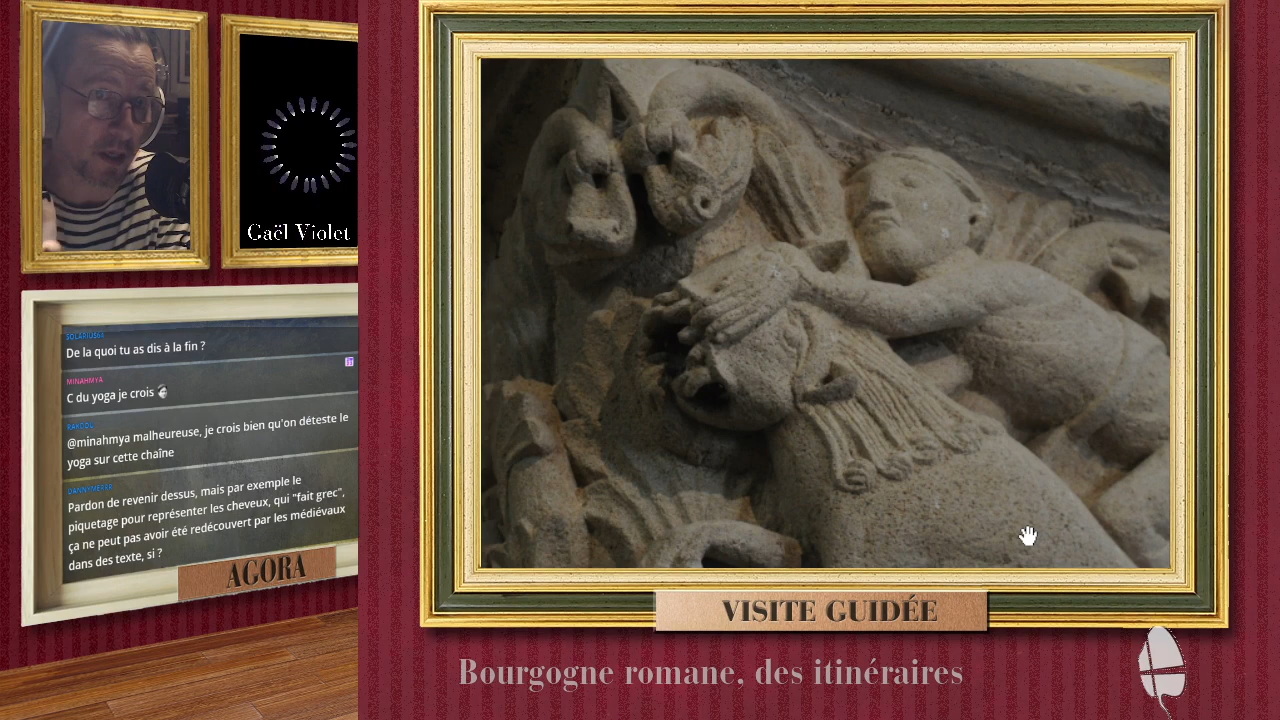 Gaël Violet
SOLARIUS64
De la quoi tu as dis à la fin ?
MINAHMYA
C du yoga je crois
@minahmya malheureuse, je crois bien qu'on déteste le
yoga sur cette chaîne
DANNYMERRR
Pardon de revenir dessus, mais par exemple le
piquetage pour représenter les cheveux, qui "fait grec",
ça ne peut pas avoir été redécouvert par les médiévaux
dans des texte, si ?
AGORA
VISITE GUIDÉE
Bourgogne romane, des itinéraires